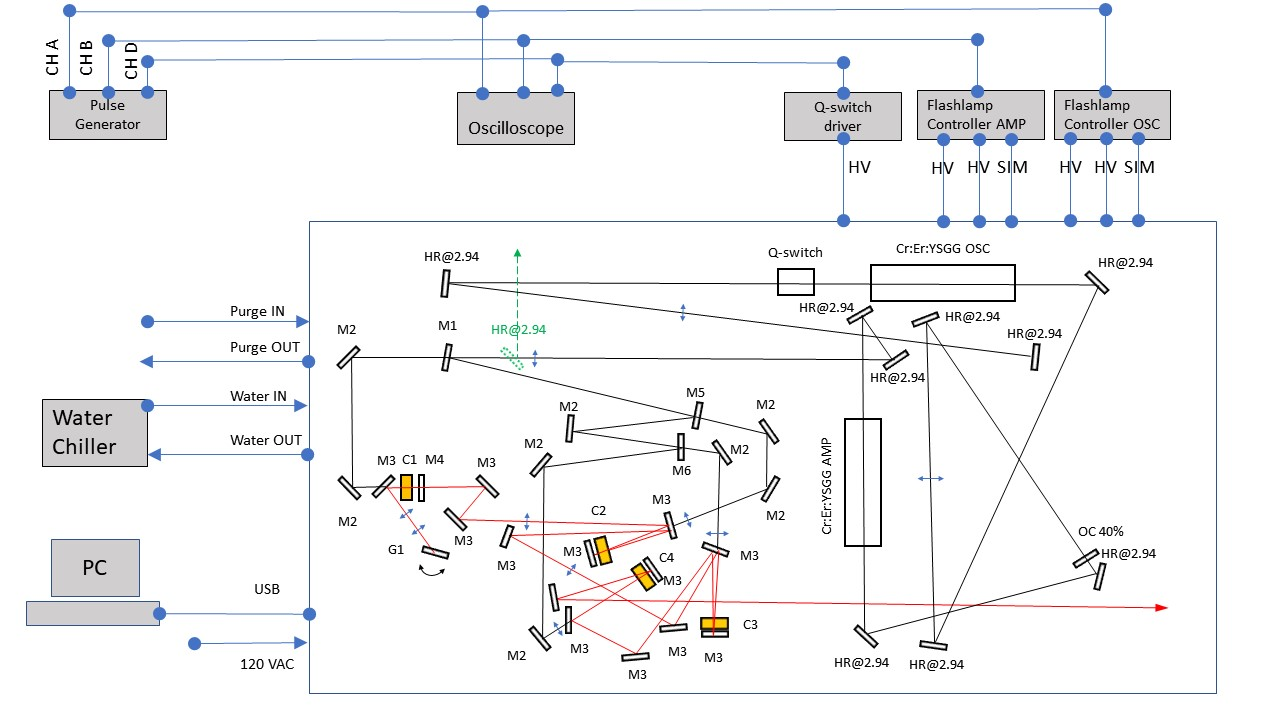 CH A
CH B
CH D
Pulse
Generator
Oscilloscope
Q-switch
driver
Flashlamp
Controller AMP
Flashlamp
Controller OSC
HV
HV
HV
SIM
HV
HV
SIM
Q-switch
Cr:Er:YSGG OSC
HR@2.94
HR@2.94
HR@2.94
HR@2.94
HR@2.94
HR@2.94
HR@2.94
Purge IN
Purge OUT
M2
M1
Water IN
Water OUT
Water
Chiller
M5
M2
M2
M2
M2
M6
Cr:Er:YSGG AMP
M3
C1
M4
M3
M3
C2
M2
M2
M3
G1
M3
M3
C4
M3
M3
OC 40%
HR@2.94
PC
USB
C3
M2
M3
M3
M3
M3
120 VAC
HR@2.94
HR@2.94